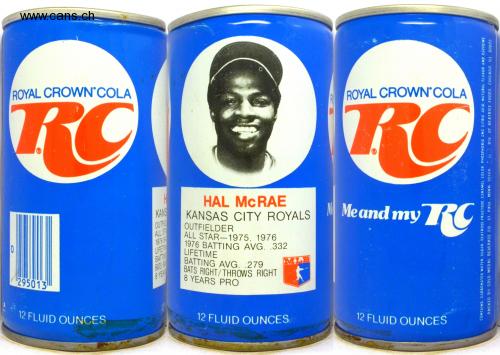 www.cans.ch
ROYAL CROWN COLA
RC
0
295013
12 FLUID OUNCES
HAL McRAE
KANSAS CITY ROYALS
OUTFIELDER
ALL STAR—1975, 1976
1976 BATTING AVG. .332
LIFETIME
BATTING AVG. .279
BATS RIGHT/THROWS RIGHT
8 YEARS PRO
12 FLUID OUNCES
ROYAL CROWN COLA
RC
Me and my RC
12 FLUID OUNCES